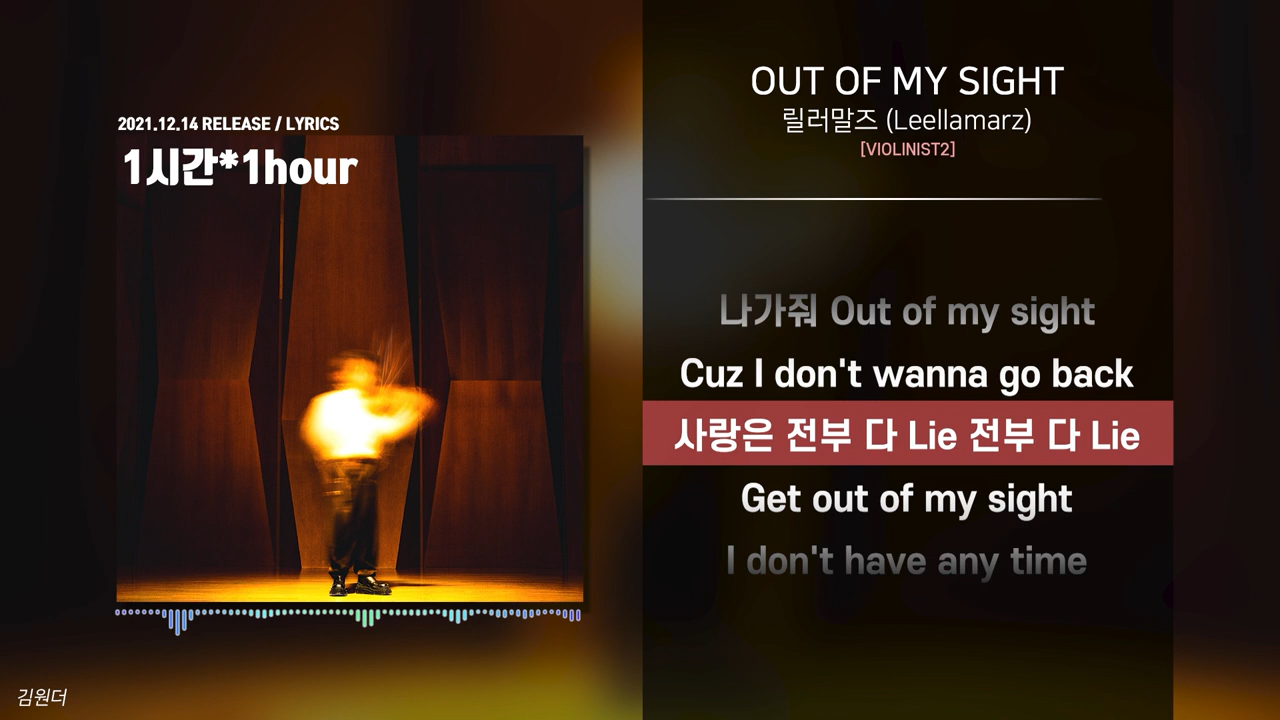 2021.12.14 RELEASE / LYRICS
1시간*1hour
OUT OF MY SIGHT
릴러말즈 (Leellamarz)
[VIOLINIST2]
나가줘 Out of my sight
Cuz I don't wanna go back
사랑은 전부 다 Lie 전부 다 Lie
Get out of my sight
I don't have any time
김원더